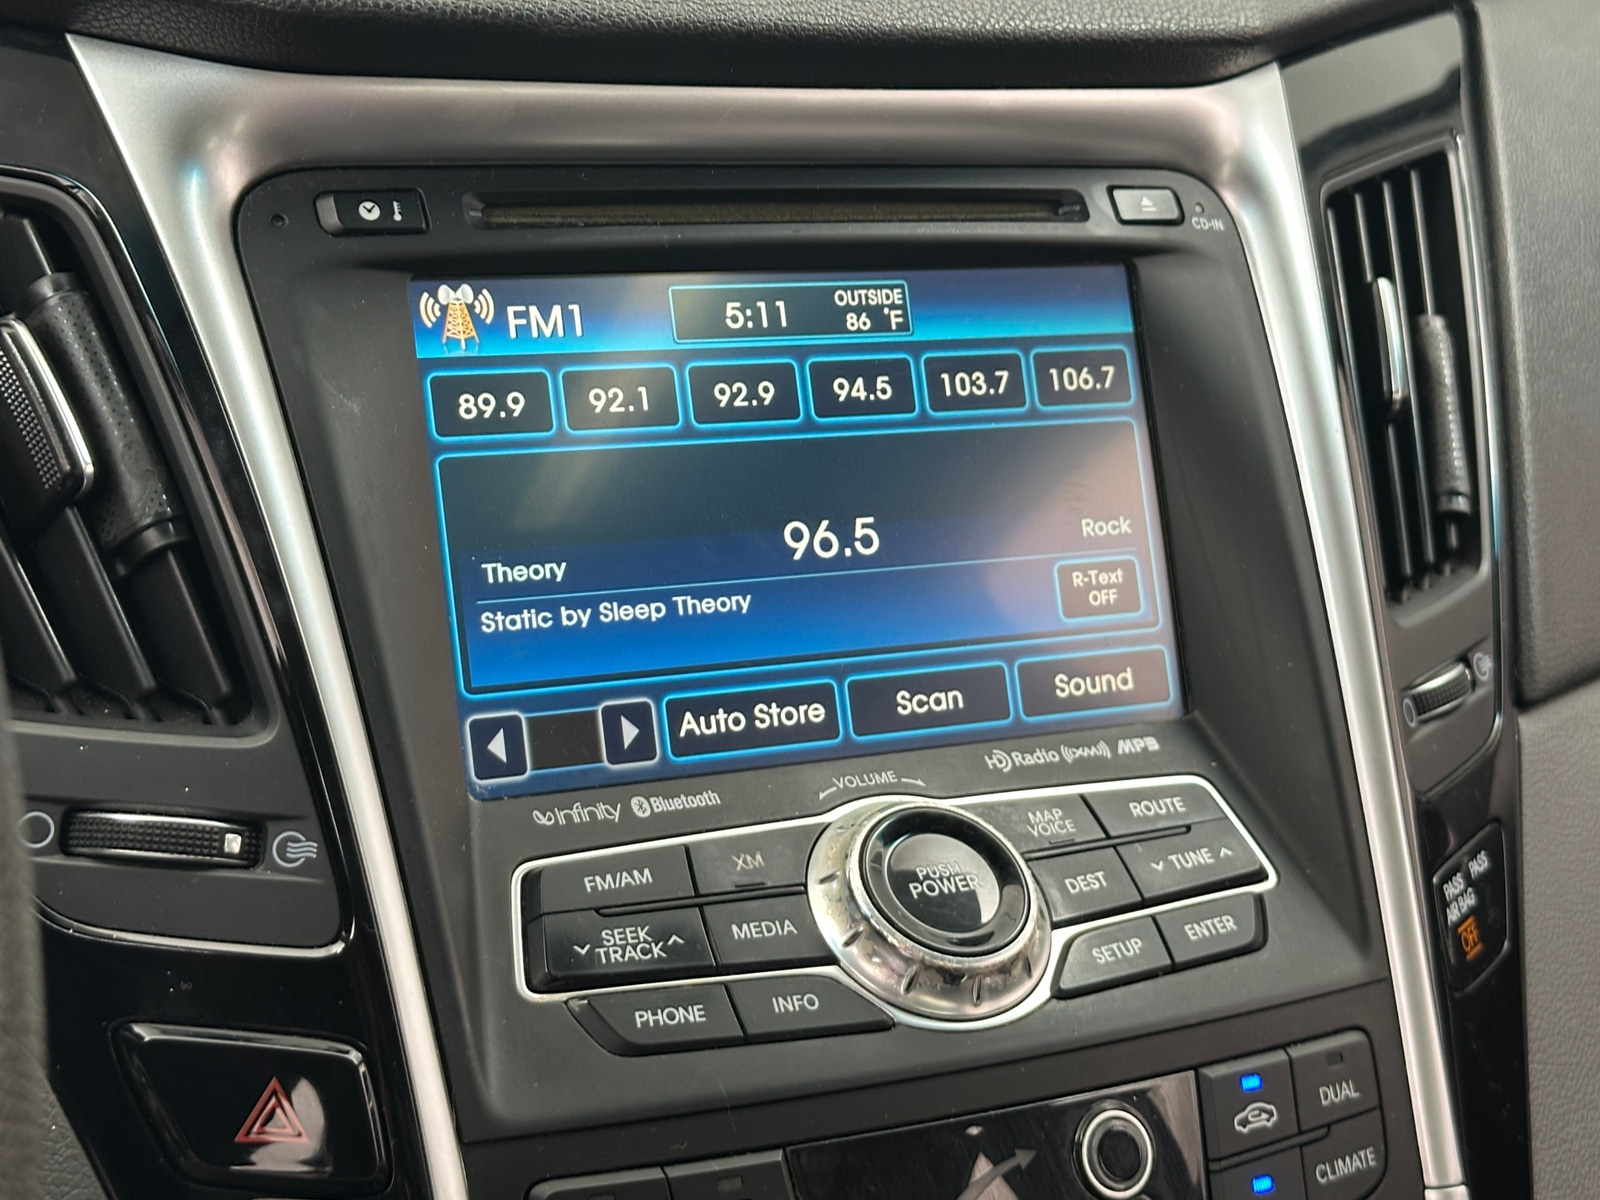 CD-IN
FM1
5:11
OUTSIDE
86 °F
89.9
92.1
92.9
94.5
103.7
106.7
96.5
Rock
Theory
Static by Sleep Theory
R-Text
OFF
Auto Store
Scan
Sound
Infinity
Bluetooth
VOLUME
HD Radio
((XM))
MP3
FM/AM
XM
SEEK
TRACK
MEDIA
PHONE
INFO
PUSH
POWER
MAP
VOICE
ROUTE
DEST
TUNE
SETUP
ENTER
PASS
AIR BAG
PASS
OFF
DUAL
CLIMATE